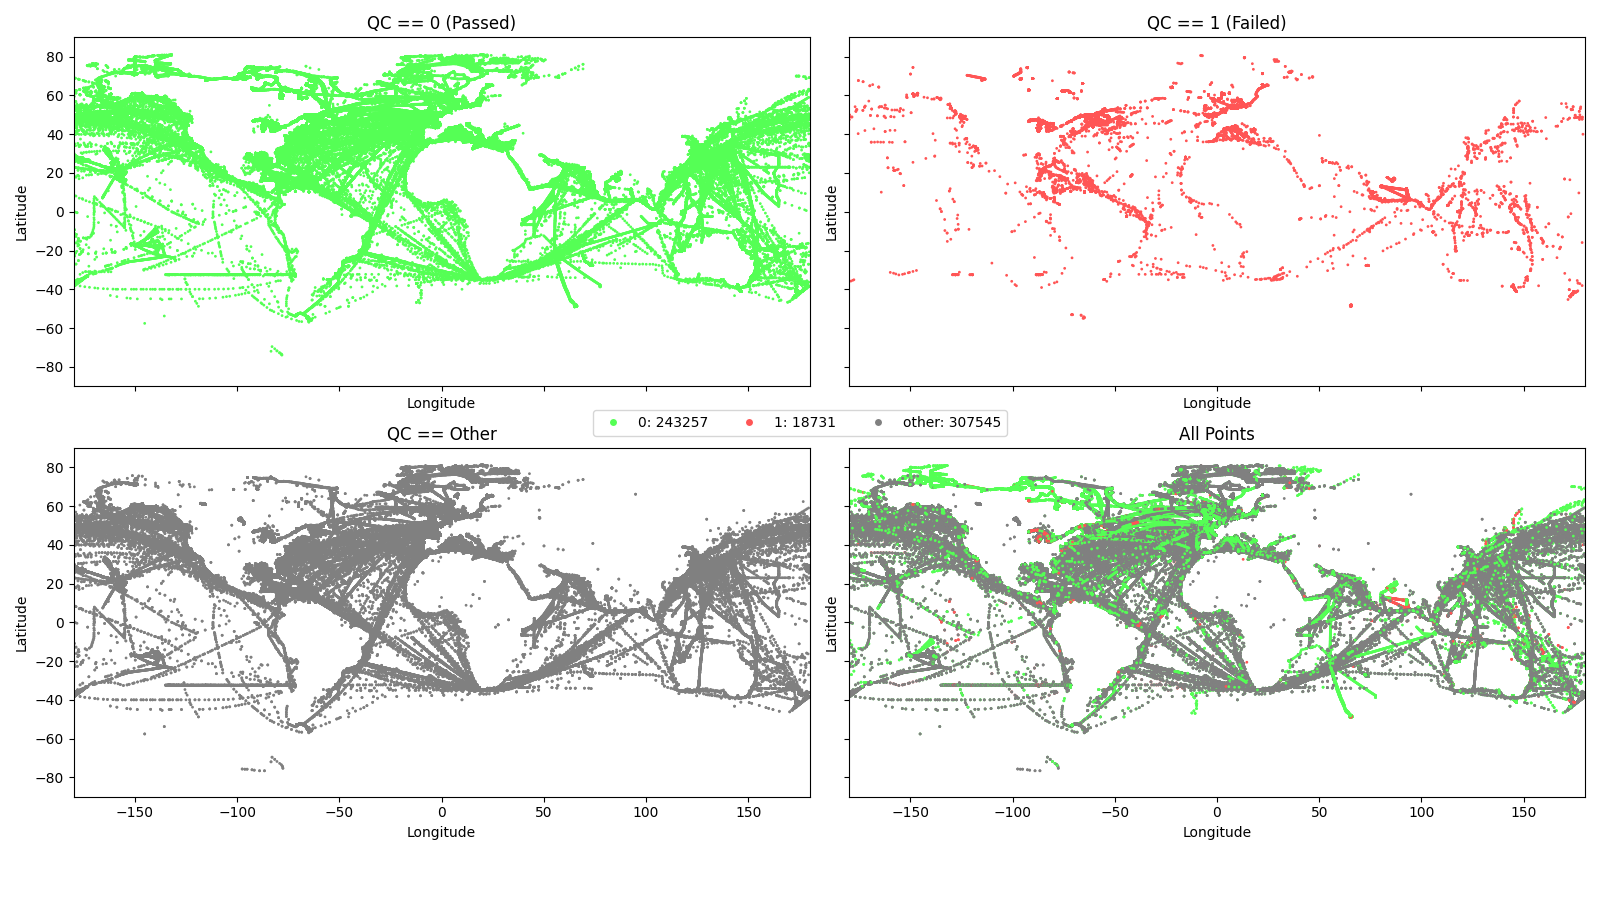 QC == 0 (Passed)
QC == 1 (Failed)
Latitude
80
60
40
20
0
−20
−40
−60
−80
Longitude
Latitude
Longitude
0: 243257
1: 18731
other: 307545
QC == Other
All Points
Latitude
80
60
40
20
0
−20
−40
−60
−80
−150
−100
−50
0
50
100
150
Longitude
Latitude
−150
−100
−50
0
50
100
150
Longitude